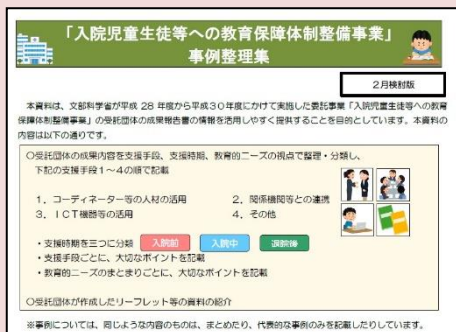 「入院児童生徒等への教育保障体制整備事業」
事例整理集
2月検討版
本資料は、文部科学省が平成 28 年度から平成30年度にかけて実施した委託事業「入院児童生徒等への教育
保障体制整備事業」の受託団体の成果報告書の情報を活用しやすく提供することを目的としています。本資料の
内容は以下の通りです。
○受託団体の成果内容を支援手段、支援時期、教育的ニーズの視点で整理・分類し、
下記の支援手段1～4の順で記載
1．コーディネーター等の人材の活用 2．関係機関等との連携
3．ICT機器等の活用 4．その他
・支援時期を三つに分類 入院前 入院中 退院後
・支援手段ごとに、大切なポイントを記載
・教育的ニーズのまとまりごとに、大切なポイントを記載
○受託団体が作成したリーフレット等の資料の紹介
※事例については、同じような内容のものは、まとめたり、代表的な事例のみを記載したりしています。